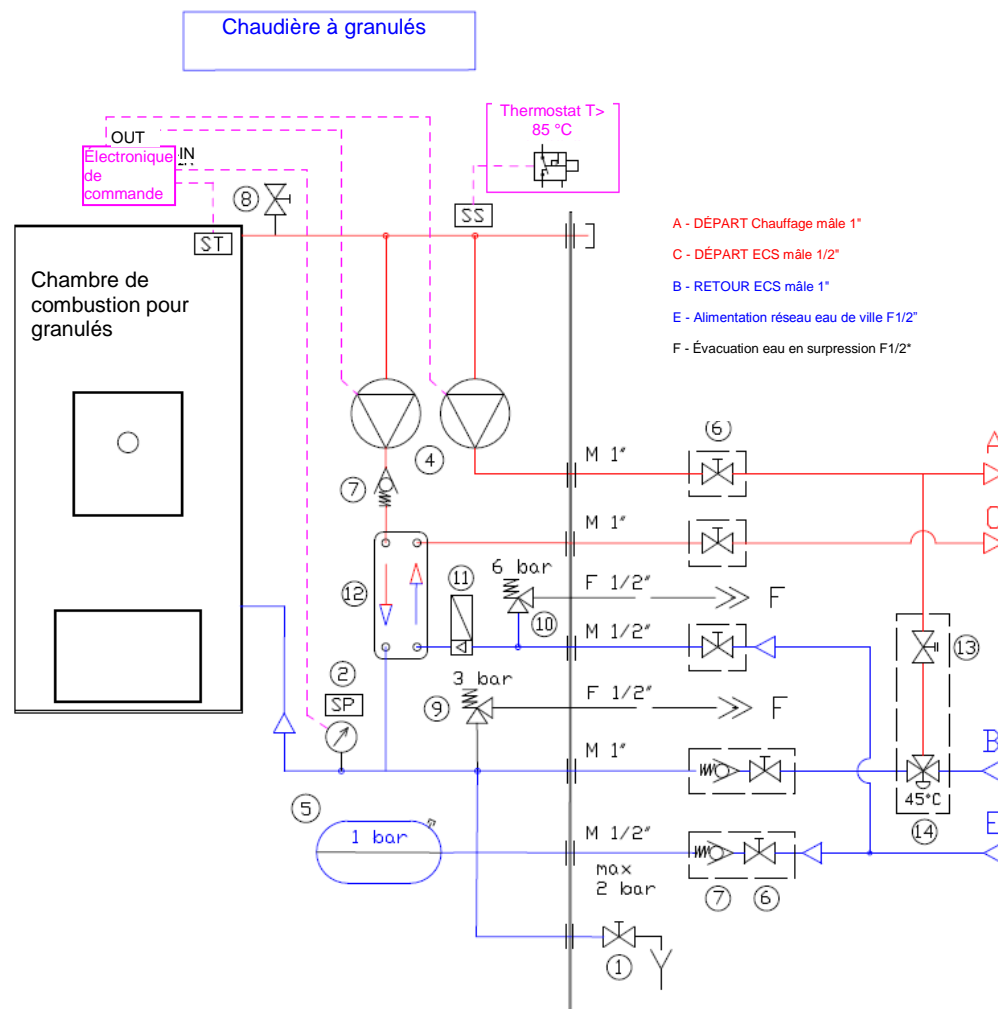 Chaudière à granulés
Thermostat T>
85 °C
OUT
IN
Électronique
de
commande
8
SS
ST
A - DÉPART Chauffage mâle 1"
C - DÉPART ECS mâle 1/2"
B - RETOUR ECS mâle 1"
E - Alimentation réseau eau de ville F1/2"
F - Évacuation eau en surpression F1/2"
Chambre de
combustion pour
granulés
4
7
M 1"
6
A
M 1"
C
6 bar
11
F 1/2"
F
12
10
M 1/2"
13
2
SP
3 bar
9
F 1/2"
F
M 1"
B
45°C
14
5
1 bar
M 1/2"
E
max
2 bar
7
6
1